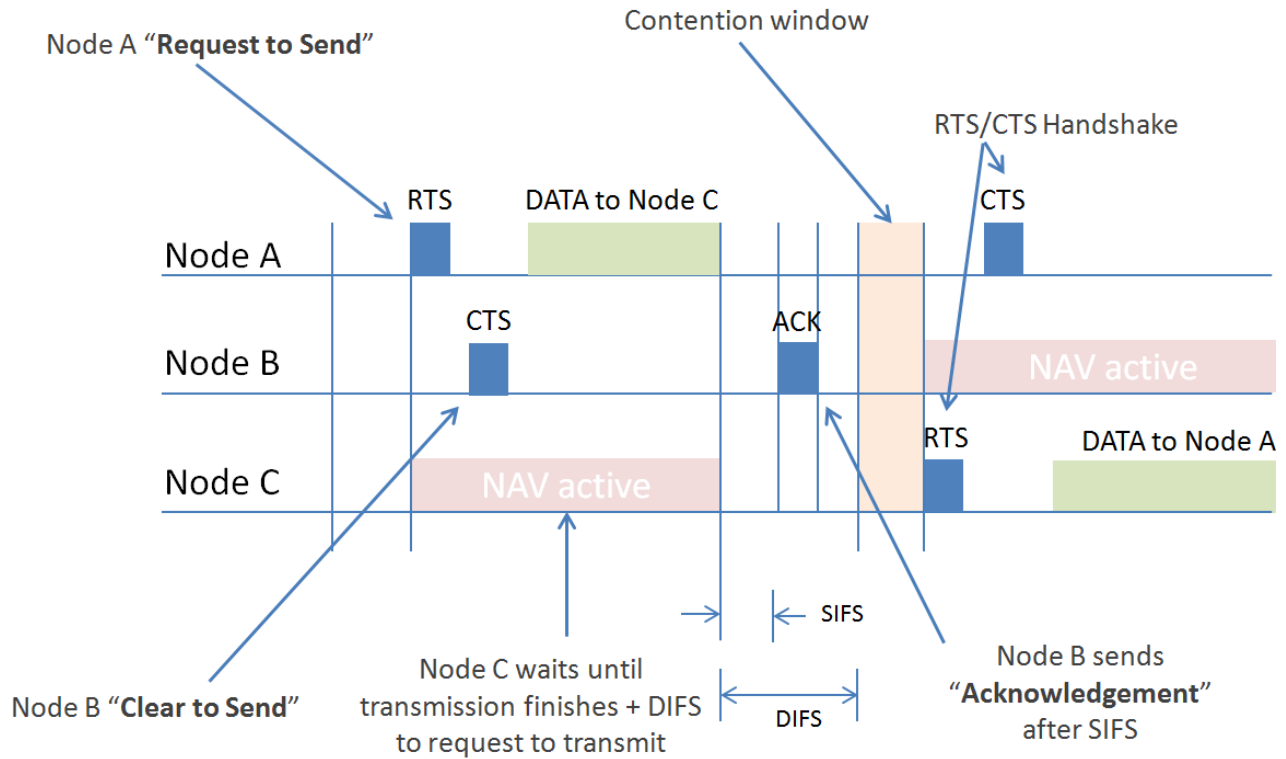 Contention window
Node A “Request to Send”
RTS/CTS Handshake
RTS
DATA to Node C
CTS
Node A
CTS
ACK
Node B
NAV active
RTS
DATA to Node A
Node C
NAV active
SIFS
DIFS
Node B “Clear to Send”
Node C waits until
transmission finishes + DIFS
to request to transmit
Node B sends
“Acknowledgement”
after SIFS